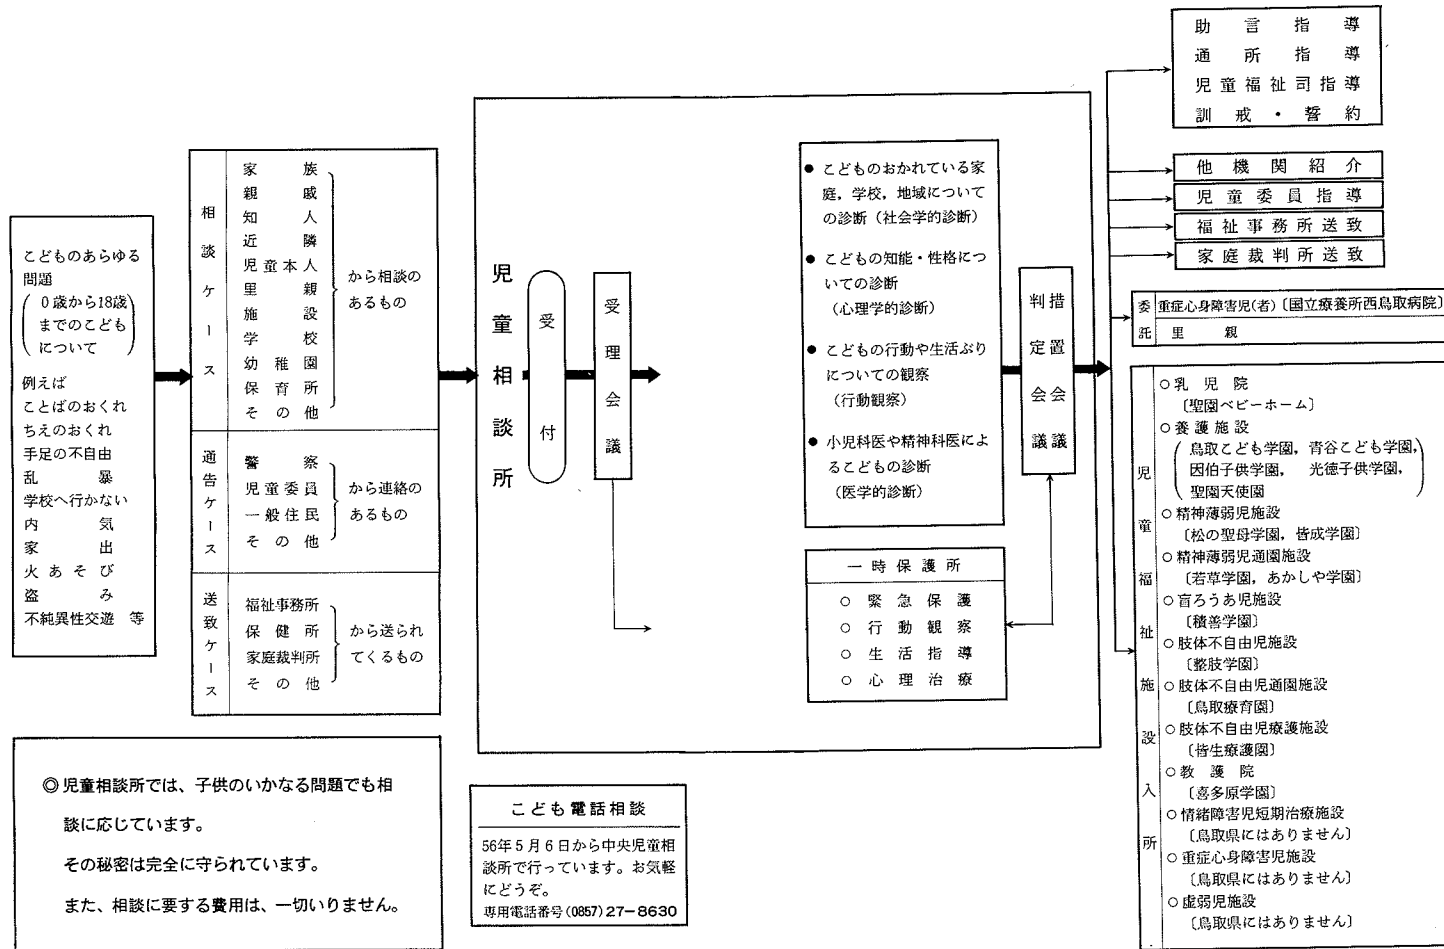 こどものあらゆる
問題
0歳から18歳
までのこども
について
例えば
ことばのおくれ
ちえのおくれ
手足の不自由
乱暴
学校へ行かない
内気
家出
火あそび
盗み
不純異性交遊 等
相談ケース
家族
親戚
知人
近隣
児童本人
里親
施設
学校
幼稚園
保育所
その他
から相談の
あるもの
通告ケース
警察
児童委員
一般住民
その他
から連絡の
あるもの
送致ケース
福祉事務所
保健所
家庭裁判所
その他
から送られ
てくるもの
児童相談所
受付
受理会議
● こどものおかれている家
庭，学校，地域について
の診断（社会学的診断）
● こどもの知能・性格につ
いての診断
（心理学的診断）
● こどもの行動や生活ぶり
についての観察
（行動観察）
● 小児科医や精神科医によ
るこどもの診断
（医学的診断）
一時保護所
○ 緊急保護
○ 行動観察
○ 生活指導
○ 心理治療
措置会議
判定会議
助言指導
通所指導
児童福祉司指導
訓戒・誓約
他機関紹介
児童委員指導
福祉事務所送致
家庭裁判所送致
委託
重症心身障害児(者)〔国立療養所西鳥取病院〕
里親
児童福祉施設入所
○ 乳児院
〔聖園ベビーホーム〕
○ 養護施設
鳥取こども学園，青谷こども学園，
因伯子供学園，光徳子供学園，
聖園天使園
○ 精神薄弱児施設
〔松の聖母学園，皆成学園〕
○ 精神薄弱児通園施設
〔若草学園，あかしや学園〕
○ 盲ろうあ児施設
〔積善学園〕
○ 肢体不自由児施設
〔整肢学園〕
○ 肢体不自由児通園施設
〔鳥取療育園〕
○ 肢体不自由児療護施設
〔皆生療護園〕
○ 教護院
〔喜多原学園〕
○ 情緒障害児短期治療施設
〔鳥取県にはありません〕
○ 重症心身障害児施設
〔鳥取県にはありません〕
○ 虚弱児施設
〔鳥取県にはありません〕
◎ 児童相談所では、子供のいかなる問題でも相
談に応じています。
その秘密は完全に守られています。
また、相談に要する費用は、一切いりません。
こども電話相談
56年5月6日から中央児童相
談所で行っています。お気軽
にどうぞ。
専用電話番号(0857)27-8630